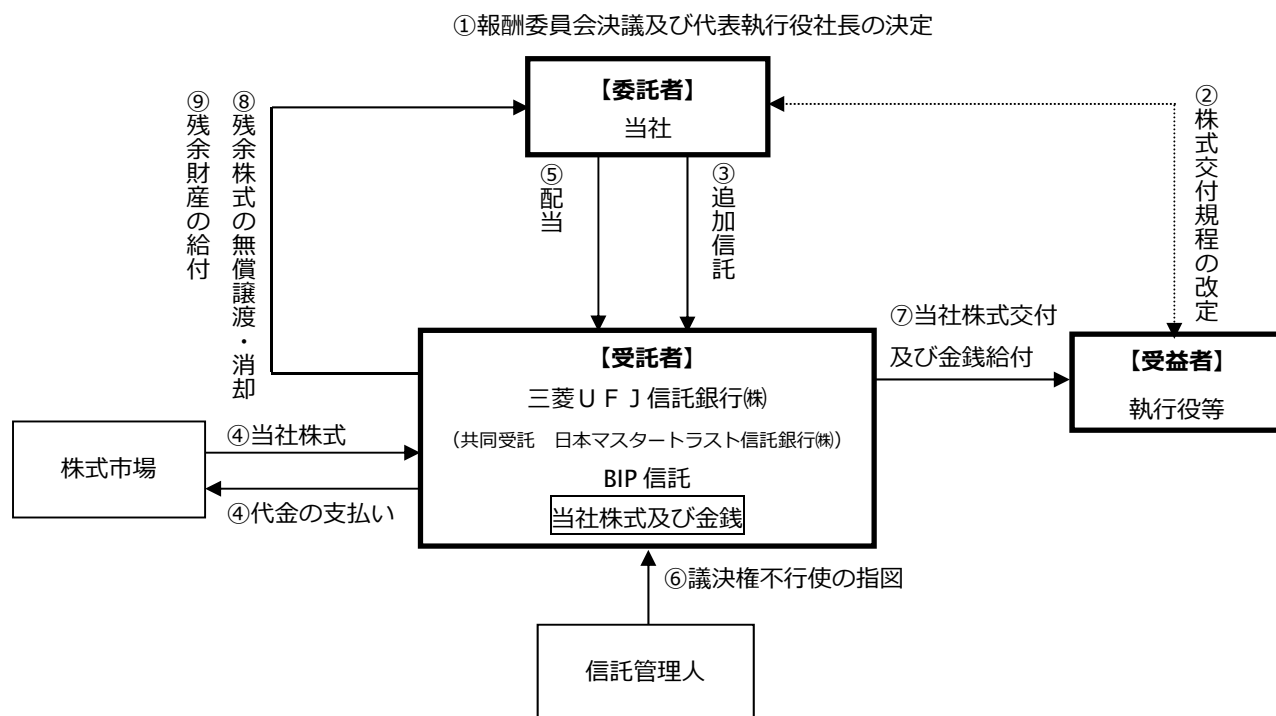 ①報酬委員会決議及び代表執行役社長の決定
【委託者】
当社
⑨残余財産の給付
⑧残余株式の無償譲渡・消却
⑤配当
③追加信託
②株式交付規程の改定
【受託者】
三菱ＵＦＪ信託銀行㈱
（共同受託　日本マスタートラスト信託銀行㈱）
BIP 信託
当社株式及び金銭
⑦当社株式交付
及び金銭給付
【受益者】
執行役等
株式市場
④当社株式
④代金の支払い
⑥議決権不行使の指図
信託管理人